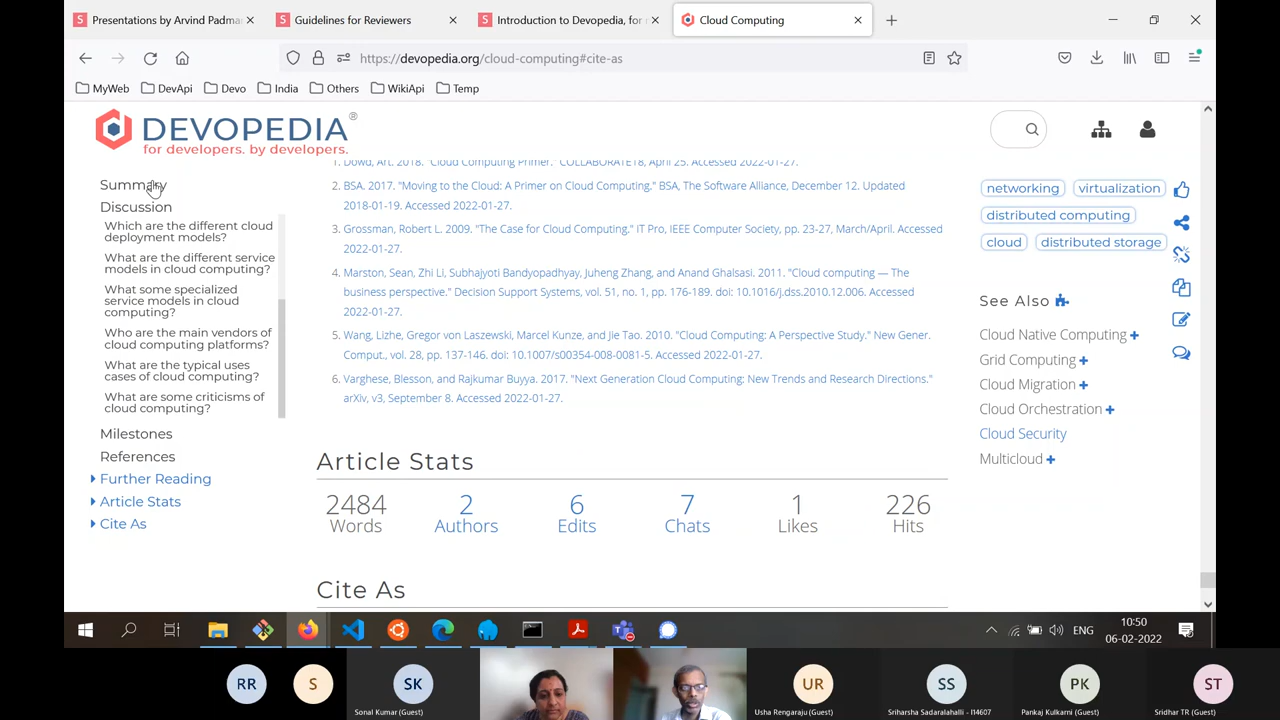 Presentations by Arvind Padma
Guidelines for Reviewers
Introduction to Devopedia, for
Cloud Computing
https://devopedia.org/cloud-computing#cite-as
MyWeb
DevApi
Devo
India
Others
WikiApi
Temp
DEVOPEDIA®
for developers. by developers.
Summary
Discussion
Which are the different cloud
deployment models?
What are the different service
models in cloud computing?
What some specialized
service models in cloud
computing?
Who are the main vendors of
cloud computing platforms?
What are the typical uses
cases of cloud computing?
What are some criticisms of
cloud computing?
Milestones
References
Further Reading
Article Stats
Cite As
1. Dowd, Art. 2018. "Cloud Computing Primer." COLLABORATE18, April 25. Accessed 2022-01-27.
2. BSA. 2017. "Moving to the Cloud: A Primer on Cloud Computing." BSA, The Software Alliance, December 12. Updated
2018-01-19. Accessed 2022-01-27.
3. Grossman, Robert L. 2009. "The Case for Cloud Computing." IT Pro, IEEE Computer Society, pp. 23-27, March/April. Accessed
2022-01-27.
4. Marston, Sean, Zhi LI, Subhajyoti Bandyopadhyay, Juheng Zhang, and Anand Ghalsasi. 2011. "Cloud computing — The
business perspective." Decision Support Systems, vol. 51, no. 1, pp. 176-189. doi: 10.1016/j.dss.2010.12.006. Accessed
2022-01-27.
5. Wang, Lizhe, Gregor von Laszewski, Marcel Kunze, and Jie Tao. 2010. "Cloud Computing: A Perspective Study." New Gener.
Comput., vol. 28, pp. 137-146. doi: 10.1007/s00354-008-0081-5. Accessed 2022-01-27.
6. Varghese, Blesson, and Rajkumar Buyya. 2017. "Next Generation Cloud Computing: New Trends and Research Directions."
arXiv, v3, September 8. Accessed 2022-01-27.
Article Stats
2484 2 6 7 1 226
Words Authors Edits Chats Likes Hits
Cite As
networking virtualization
distributed computing
cloud distributed storage
See Also
Cloud Native Computing +
Grid Computing +
Cloud Migration +
Cloud Orchestration +
Cloud Security
Multicloud +
ENG
10:50
06-02-2022
RR
S
SK
Sonal Kumar (Guest)
UR
Usha Rengaraju (Guest)
SS
Sriharsha Sadaralahalli - I14607
PK
Pankaj Kulkarni (Guest)
ST
Sridhar TR (Guest)